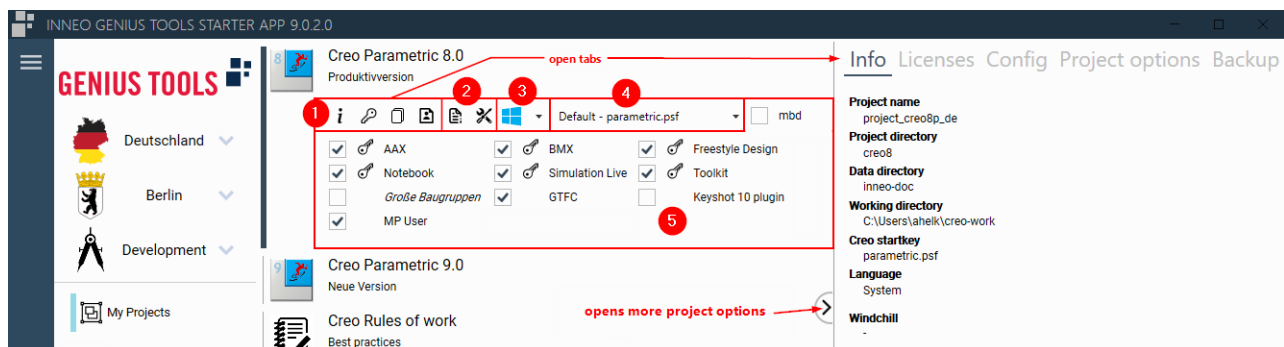 INNEO GENIUS TOOLS STARTER APP 9.0.2.0
GENIUS TOOLS
Deutschland
Berlin
Development
My Projects
8
Creo Parametric 8.0
Produktivversion
open tabs
1
2
3
4
Default - parametric.psf
mbd
AAX
BMX
Freestyle Design
Notebook
Simulation Live
Toolkit
Große Baugruppen
GTFC
Keyshot 10 plugin
MP User
5
9
Creo Parametric 9.0
Neue Version
opens more project options
Creo Rules of work
Best practices
Info Licenses Config Project options Backup
Project name
project_creo8p_de
Project directory
creo8
Data directory
inneo-doc
Working directory
C:\Users\ahelk\creo-work
Creo startkey
parametric.psf
Language
System
Windchill
-